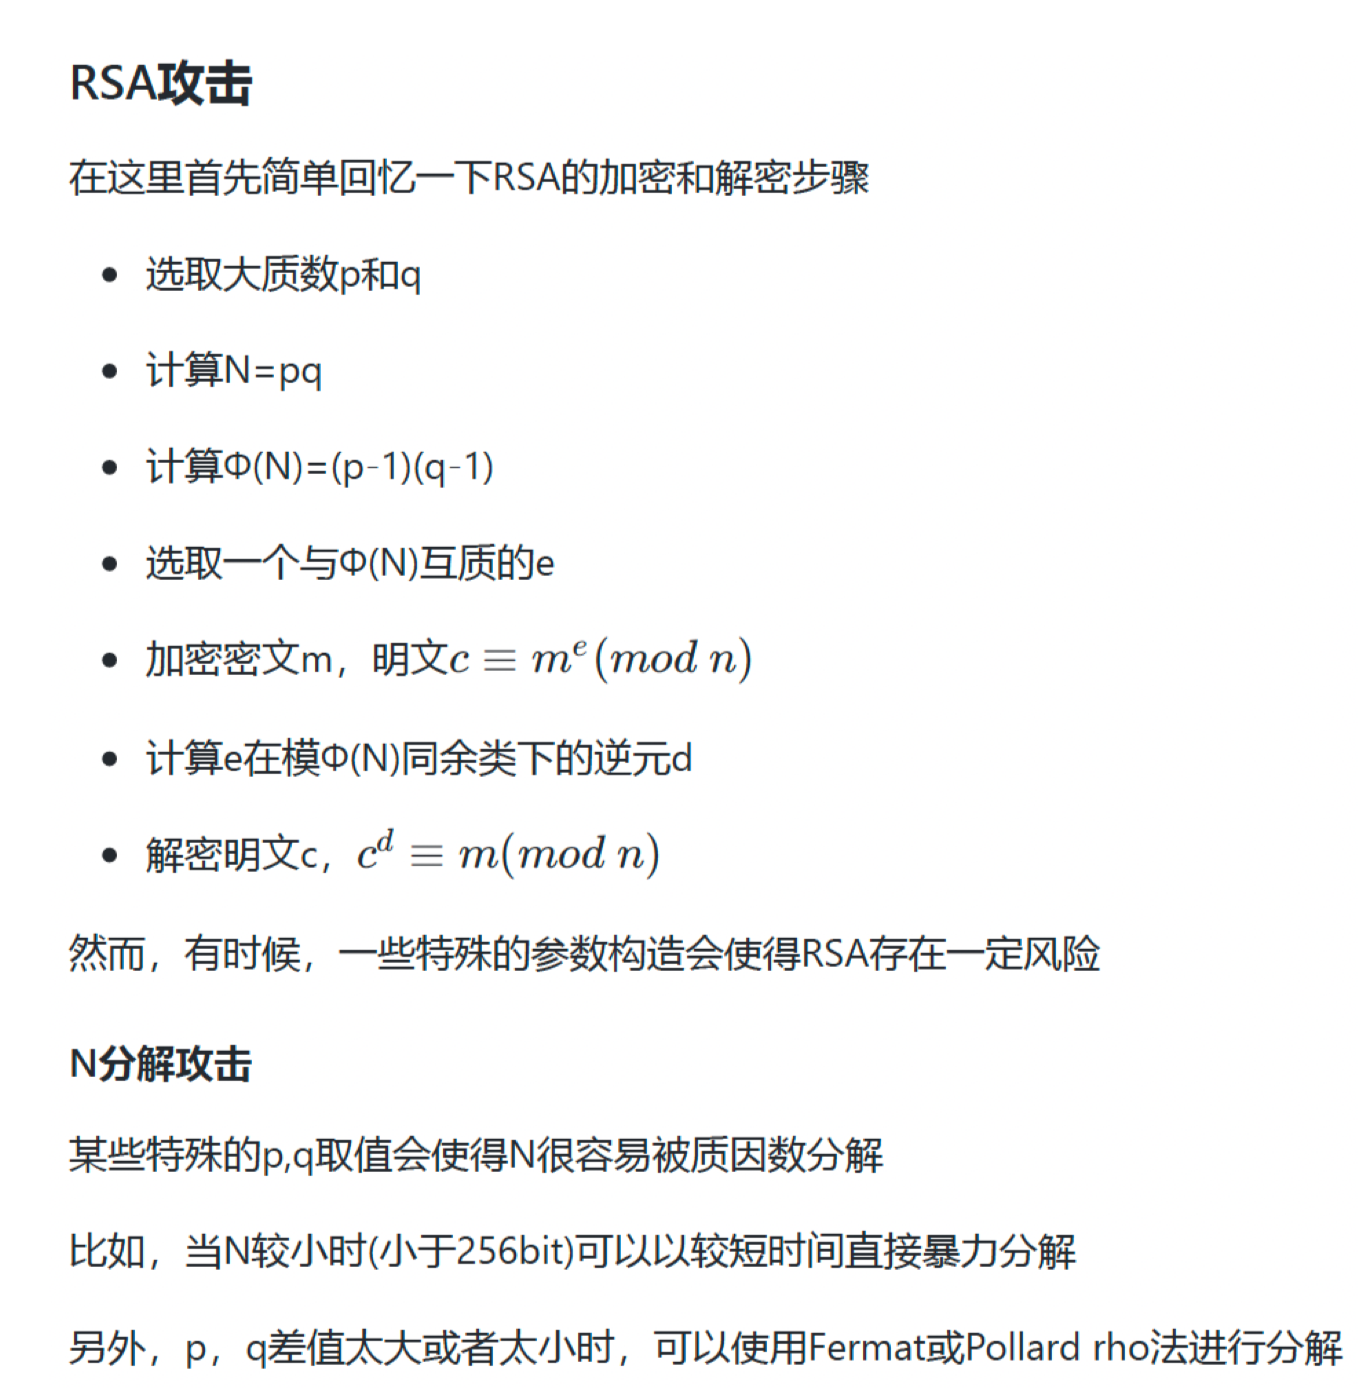 RSA攻击
在这里首先简单回忆一下RSA的加密和解密步骤
• 选取大质数p和q
• 计算N=pq
• 计算Φ(N)=(p-1)(q-1)
• 选取一个与Φ(N)互质的e
• 加密密文m，明文c ≡ m^e(mod n)
• 计算e在模Φ(N)同余类下的逆元d
• 解密明文c，c^d ≡ m(mod n)
然而，有时候，一些特殊的参数构造会使得RSA存在一定风险
N分解攻击
某些特殊的p,q取值会使得N很容易被质因数分解
比如，当N较小时(小于256bit)可以以较短时间直接暴力分解
另外，p，q差值太大或者太小时，可以使用Fermat或Pollard rho法进行分解